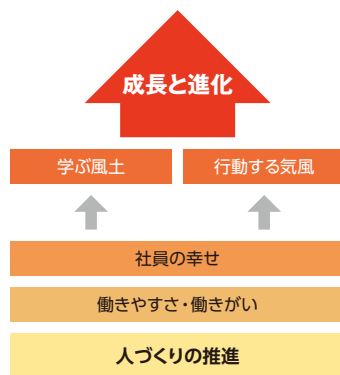 成長と進化
学ぶ風土
行動する気風
社員の幸せ
働きやすさ・働きがい
人づくりの推進